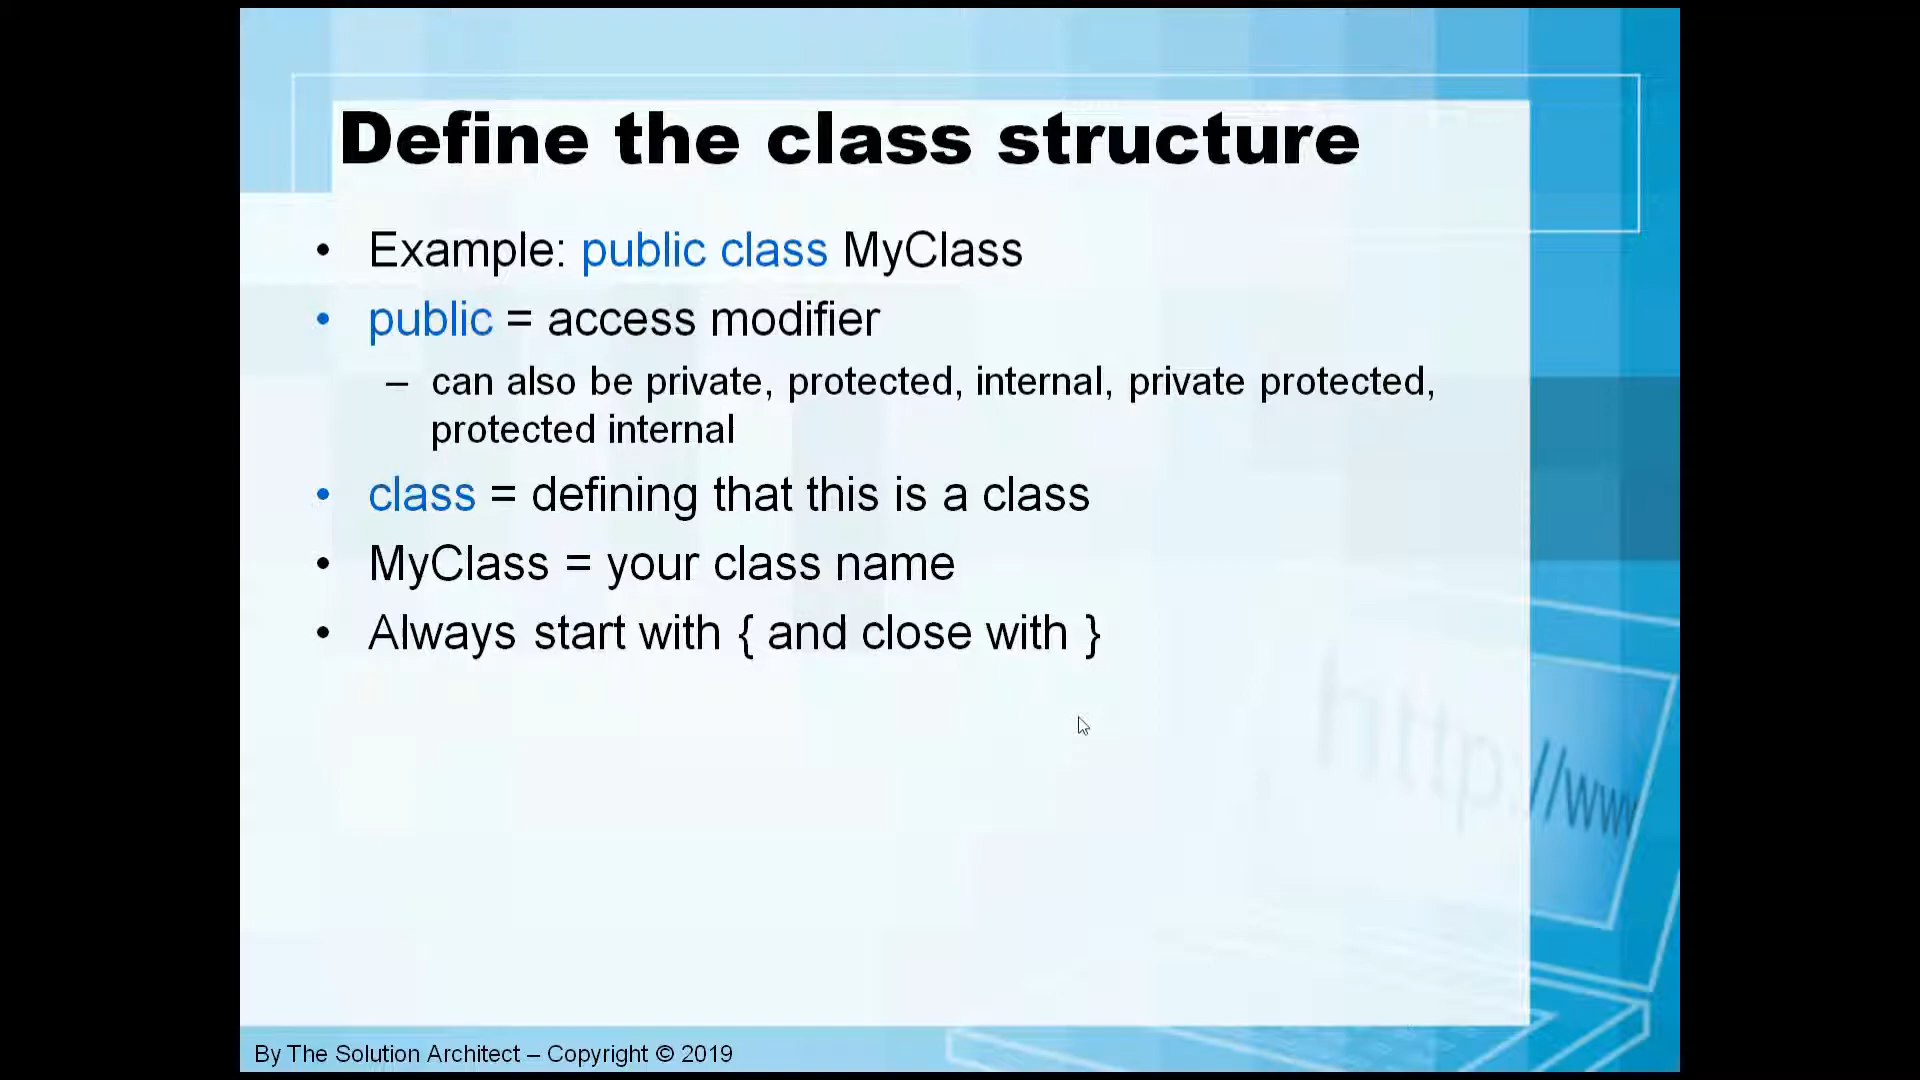 Define the class structure
• Example: public class MyClass
• public = access modifier
– can also be private, protected, internal, private protected,
protected internal
• class = defining that this is a class
• MyClass = your class name
• Always start with { and close with }
http://www
By The Solution Architect – Copyright © 2019